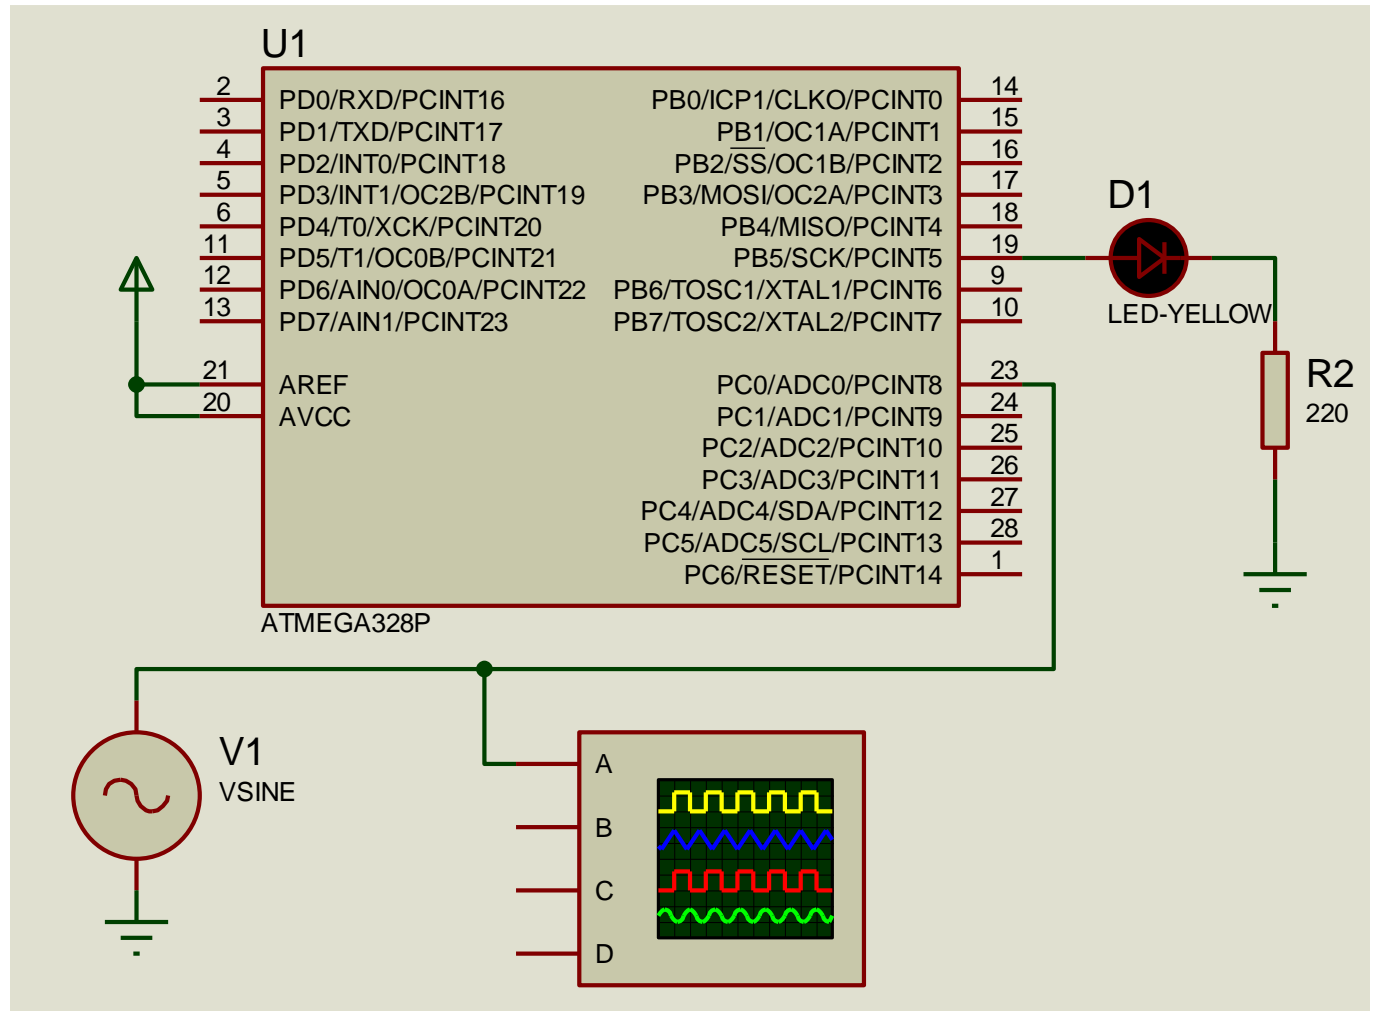 U1
2 PD0/RXD/PCINT16 PB0/ICP1/CLKO/PCINT0 14
3 PD1/TXD/PCINT17 PB1/OC1A/PCINT1 15
4 PD2/INT0/PCINT18 PB2/SS/OC1B/PCINT2 16
5 PD3/INT1/OC2B/PCINT19 PB3/MOSI/OC2A/PCINT3 17
6 PD4/T0/XCK/PCINT20 PB4/MISO/PCINT4 18
11 PD5/T1/OC0B/PCINT21 PB5/SCK/PCINT5 19
12 PD6/AIN0/OC0A/PCINT22 PB6/TOSC1/XTAL1/PCINT6 9
13 PD7/AIN1/PCINT23 PB7/TOSC2/XTAL2/PCINT7 10
21 AREF PC0/ADC0/PCINT8 23
20 AVCC PC1/ADC1/PCINT9 24
PC2/ADC2/PCINT10 25
PC3/ADC3/PCINT11 26
PC4/ADC4/SDA/PCINT12 27
PC5/ADC5/SCL/PCINT13 28
PC6/RESET/PCINT14 1
ATMEGA328P
D1
LED-YELLOW
R2
220
V1
VSINE
A
B
C
D